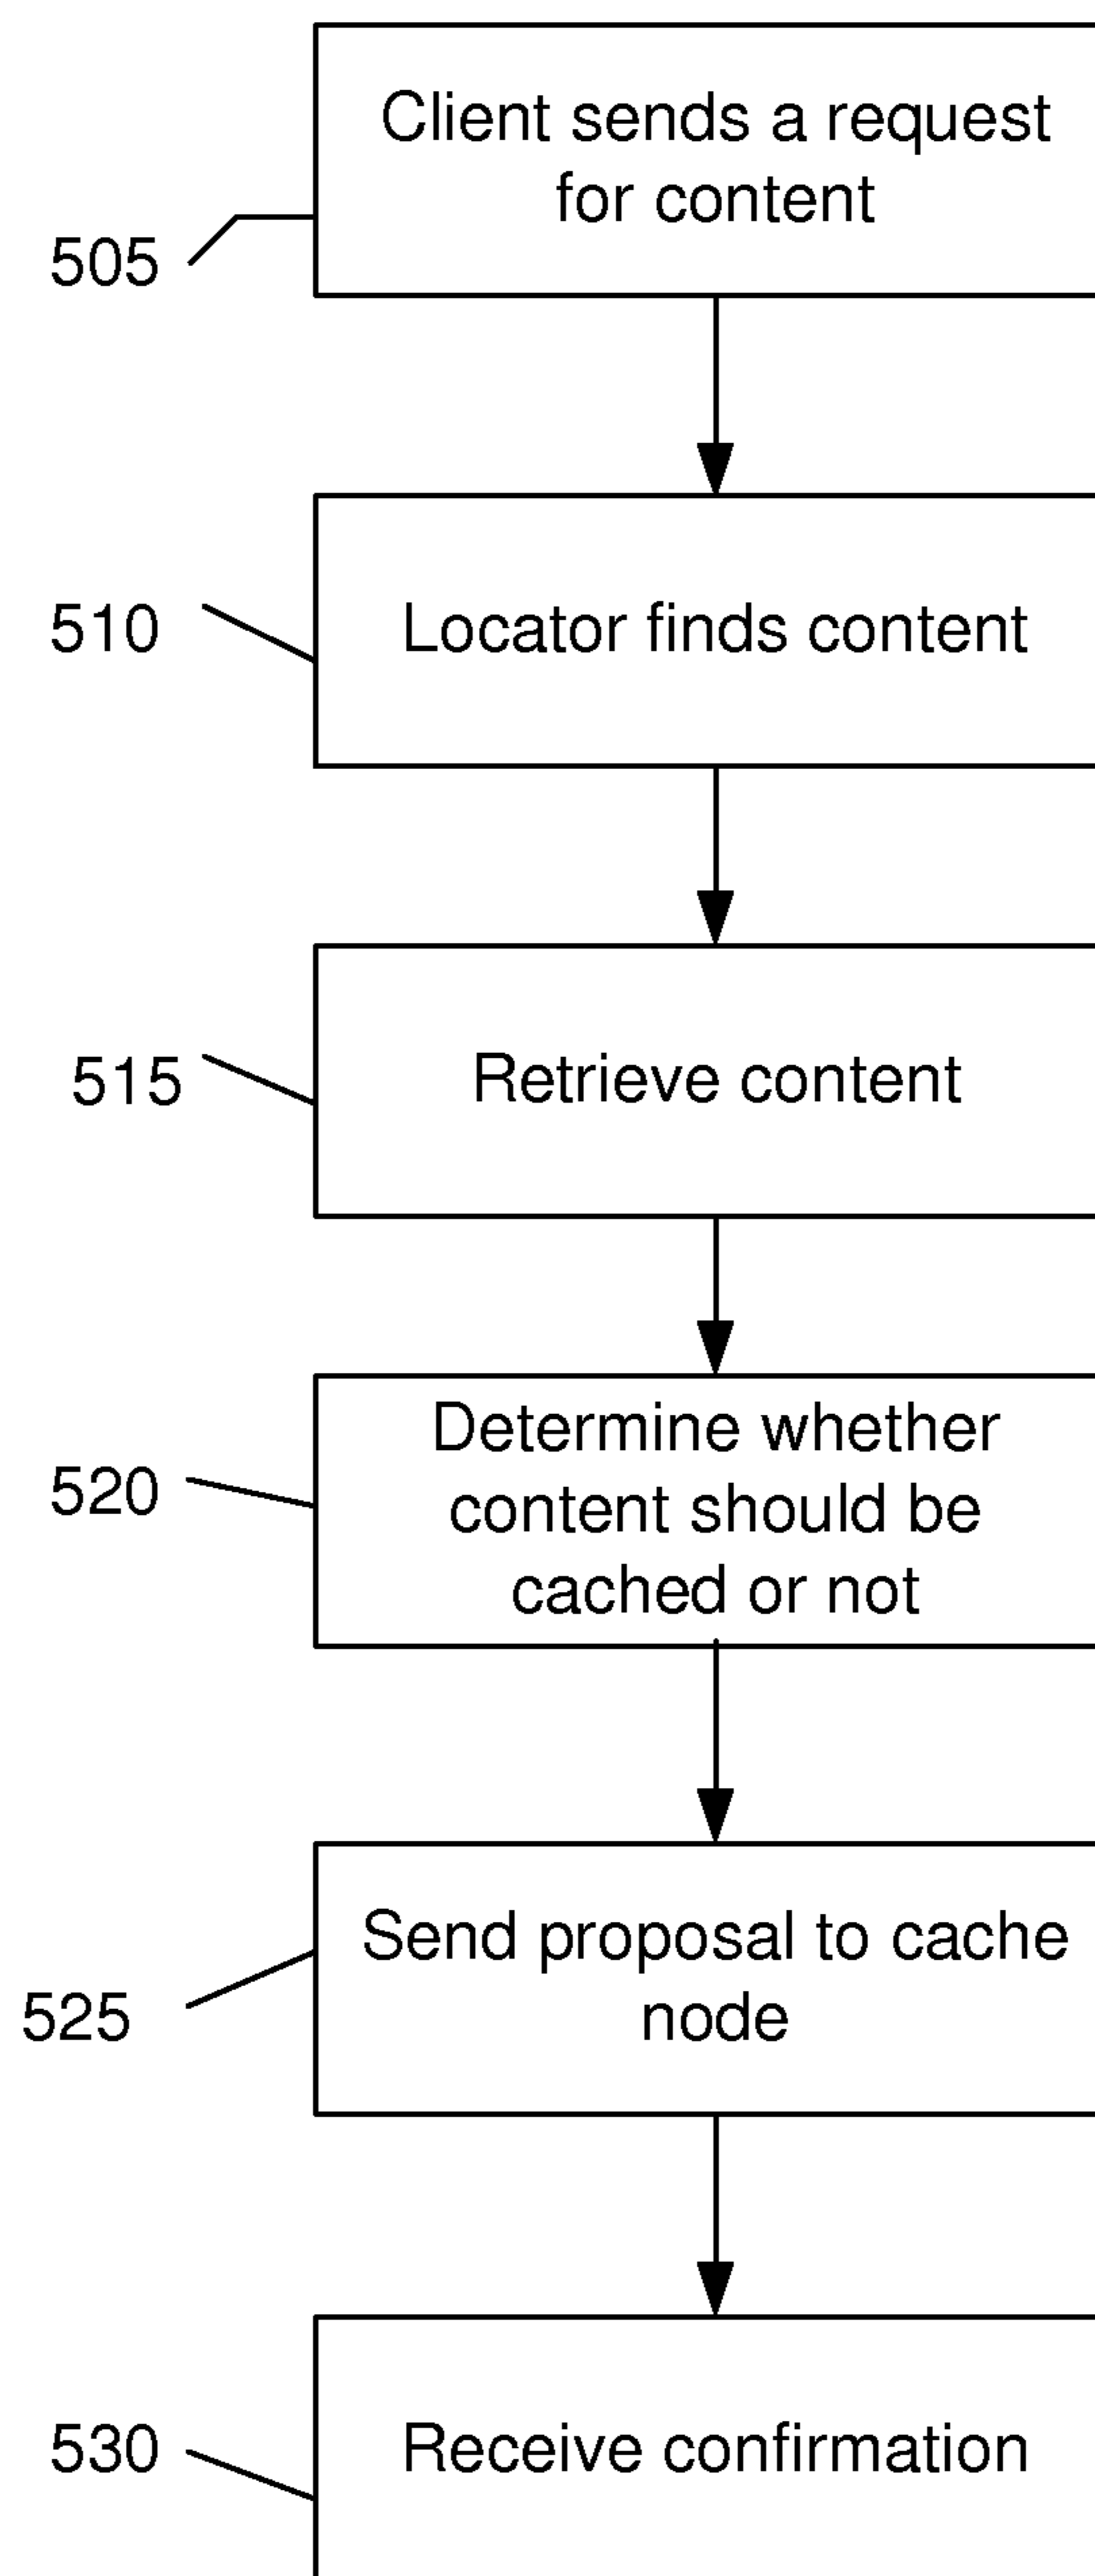 Client sends a request
for content
505
510
Locator finds content
515
Retrieve content
Determine whether
content should be
cached or not
520
Send proposal to cache
node
525
530
Receive confirmation